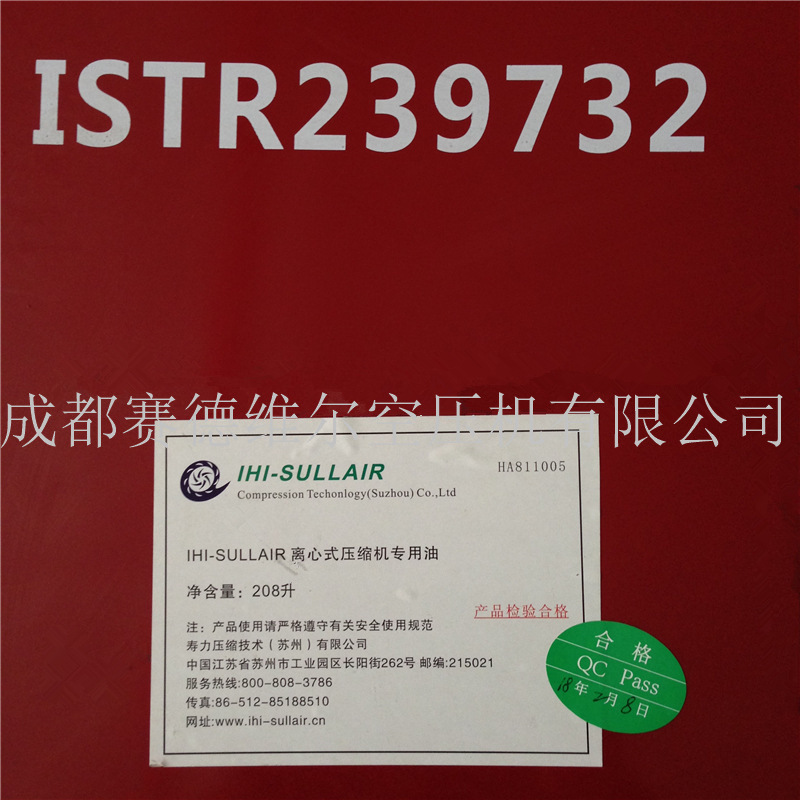 ISTR239732
成都赛德维尔空压机有限公司
IHI-SULLAIR
HA811005
Compression Techonlogy(Suzhou) Co.,Ltd
IHI-SULLAIR 离心式压缩机专用油
净含量：208升
产品检验合格
注：产品使用请严格遵守有关安全使用规范
寿力压缩技术（苏州）有限公司
中国江苏省苏州市工业园区长阳街262号 邮编:215021
服务热线:800-808-3786
传真:86-512-85188510
网址:www.ihi-sullair.cn
合格
QC Pass
18年2月8日